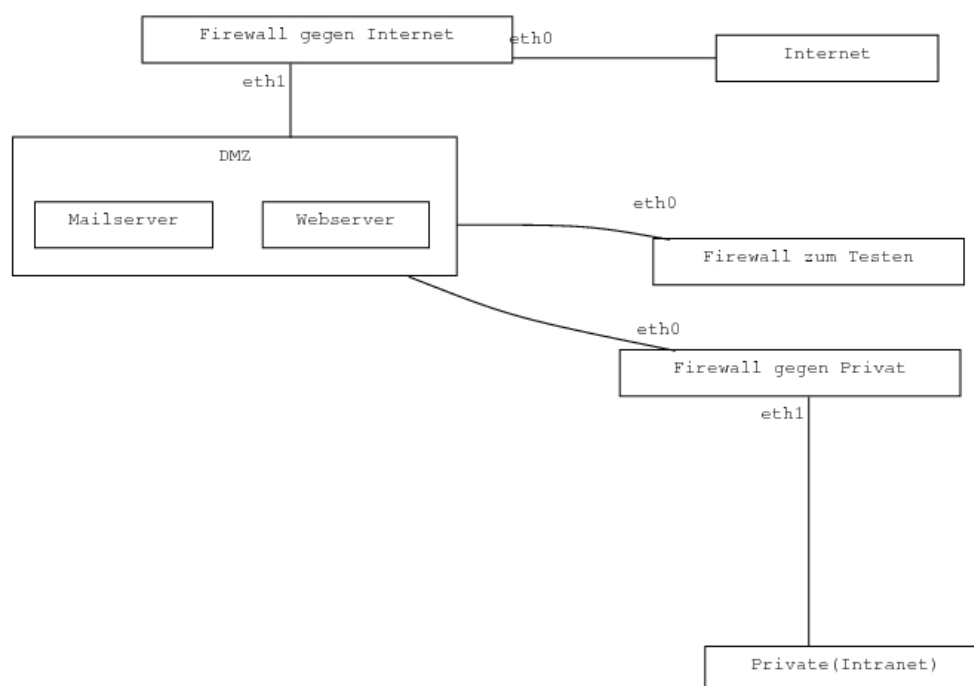 Firewall gegen Internet
eth0
Internet
eth1
DMZ
Mailserver
Webserver
eth0
Firewall zum Testen
eth0
Firewall gegen Privat
eth1
Private(Intranet)